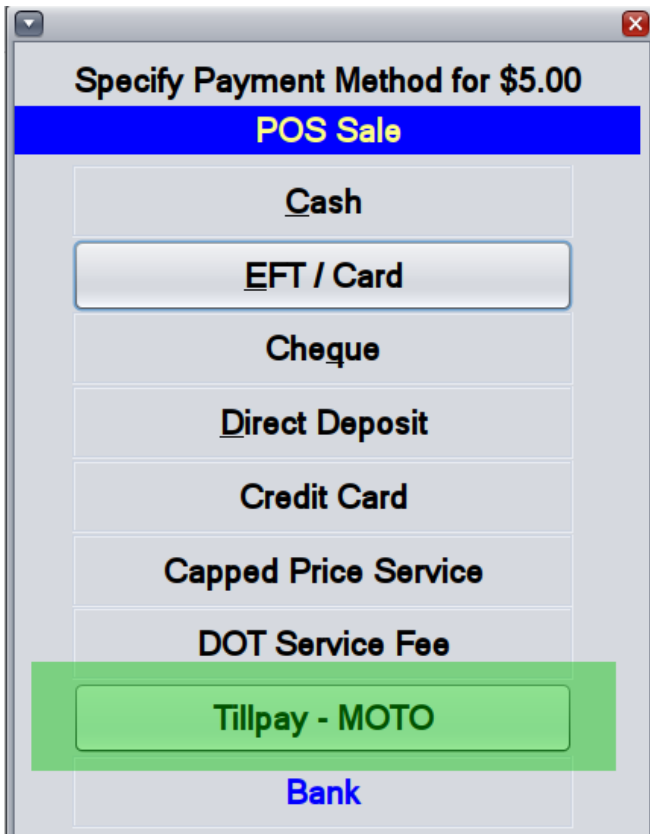 Specify Payment Method for $5.00
POS Sale
Cash
EFT / Card
Cheque
Direct Deposit
Credit Card
Capped Price Service
DOT Service Fee
Tillpay - MOTO
Bank